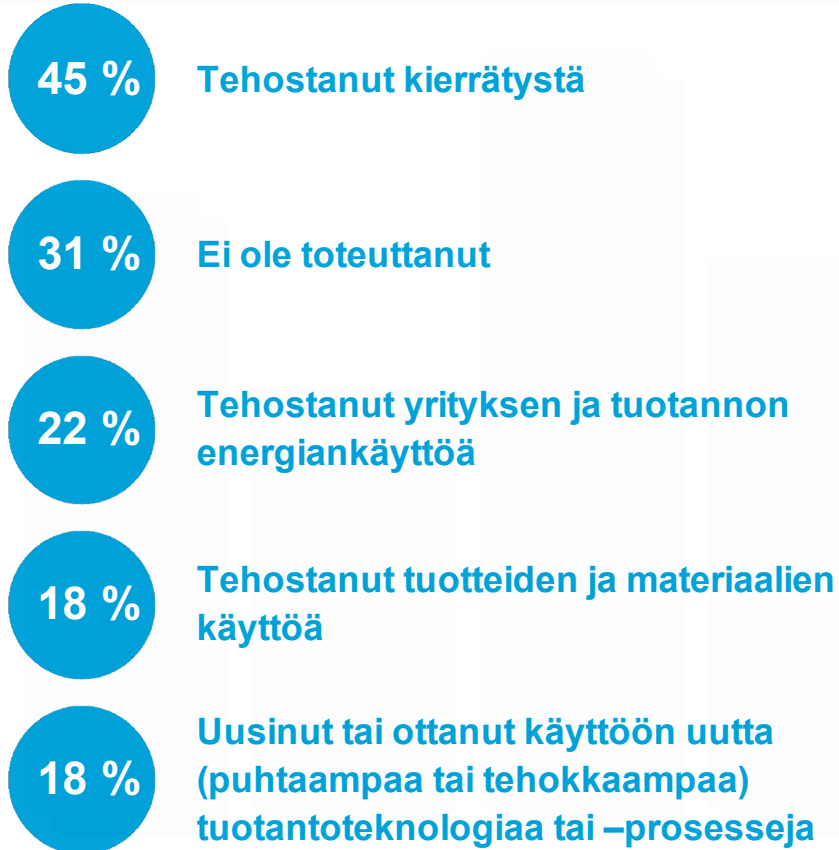 45 %
Tehostanut kierrätystä
31 %
Ei ole toteuttanut
22 %
Tehostanut yrityksen ja tuotannon
energiankäyttöä
18 %
Tehostanut tuotteiden ja materiaalien
käyttöä
18 %
Uusinut tai ottanut käyttöön uutta
(puhtaampaa tai tehokkaampaa)
tuotantoteknologiaa tai –prosesseja